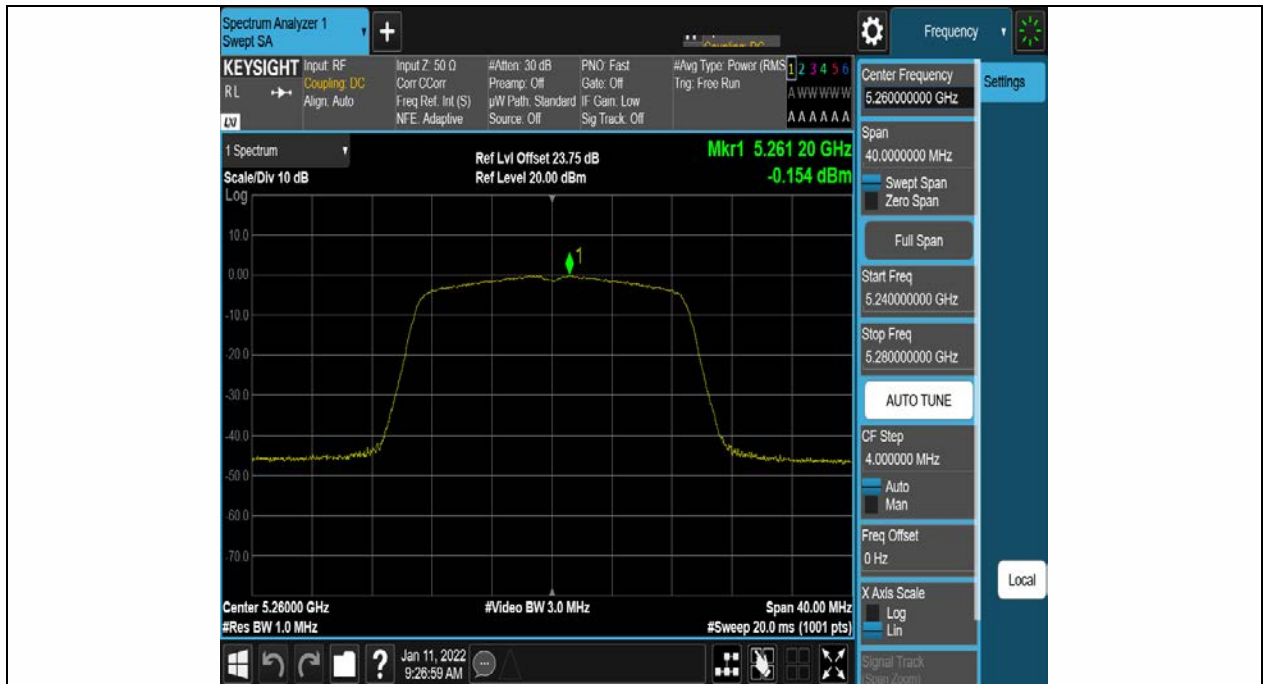 Spectrum Analyzer 1
Swept SA
+
Coupling: DC
Frequency
KEYSIGHT
RL
LXI
Input: RF
Coupling: DC
Align: Auto
Input Z: 50 Ω
Corr CCorr
Freq Ref: Int (S)
NFE: Adaptive
#Atten: 30 dB
Preamp: Off
µW Path: Standard
Source: Off
PNO: Fast
Gate: Off
IF Gain: Low
Sig Track: Off
#Avg Type: Power (RMS
Trig: Free Run
1 2 3 4 5 6
A W W W W W
A A A A A A
1 Spectrum
Scale/Div 10 dB
Log
Ref Lvl Offset 23.75 dB
Ref Level 20.00 dBm
Mkr1 5.261 20 GHz
-0.154 dBm
10.0
0.00
-10.0
-20.0
-30.0
-40.0
-50.0
-60.0
-70.0
1
Center 5.26000 GHz
#Res BW 1.0 MHz
#Video BW 3.0 MHz
Span 40.00 MHz
#Sweep 20.0 ms (1001 pts)
Center Frequency
5.260000000 GHz
Span
40.0000000 MHz
Swept Span
Zero Span
Full Span
Start Freq
5.240000000 GHz
Stop Freq
5.280000000 GHz
AUTO TUNE
CF Step
4.000000 MHz
Auto
Man
Freq Offset
0 Hz
X Axis Scale
Log
Lin
Signal Track
(Span Zoom)
Settings
Local
?
Jan 11, 2022
9:26:59 AM